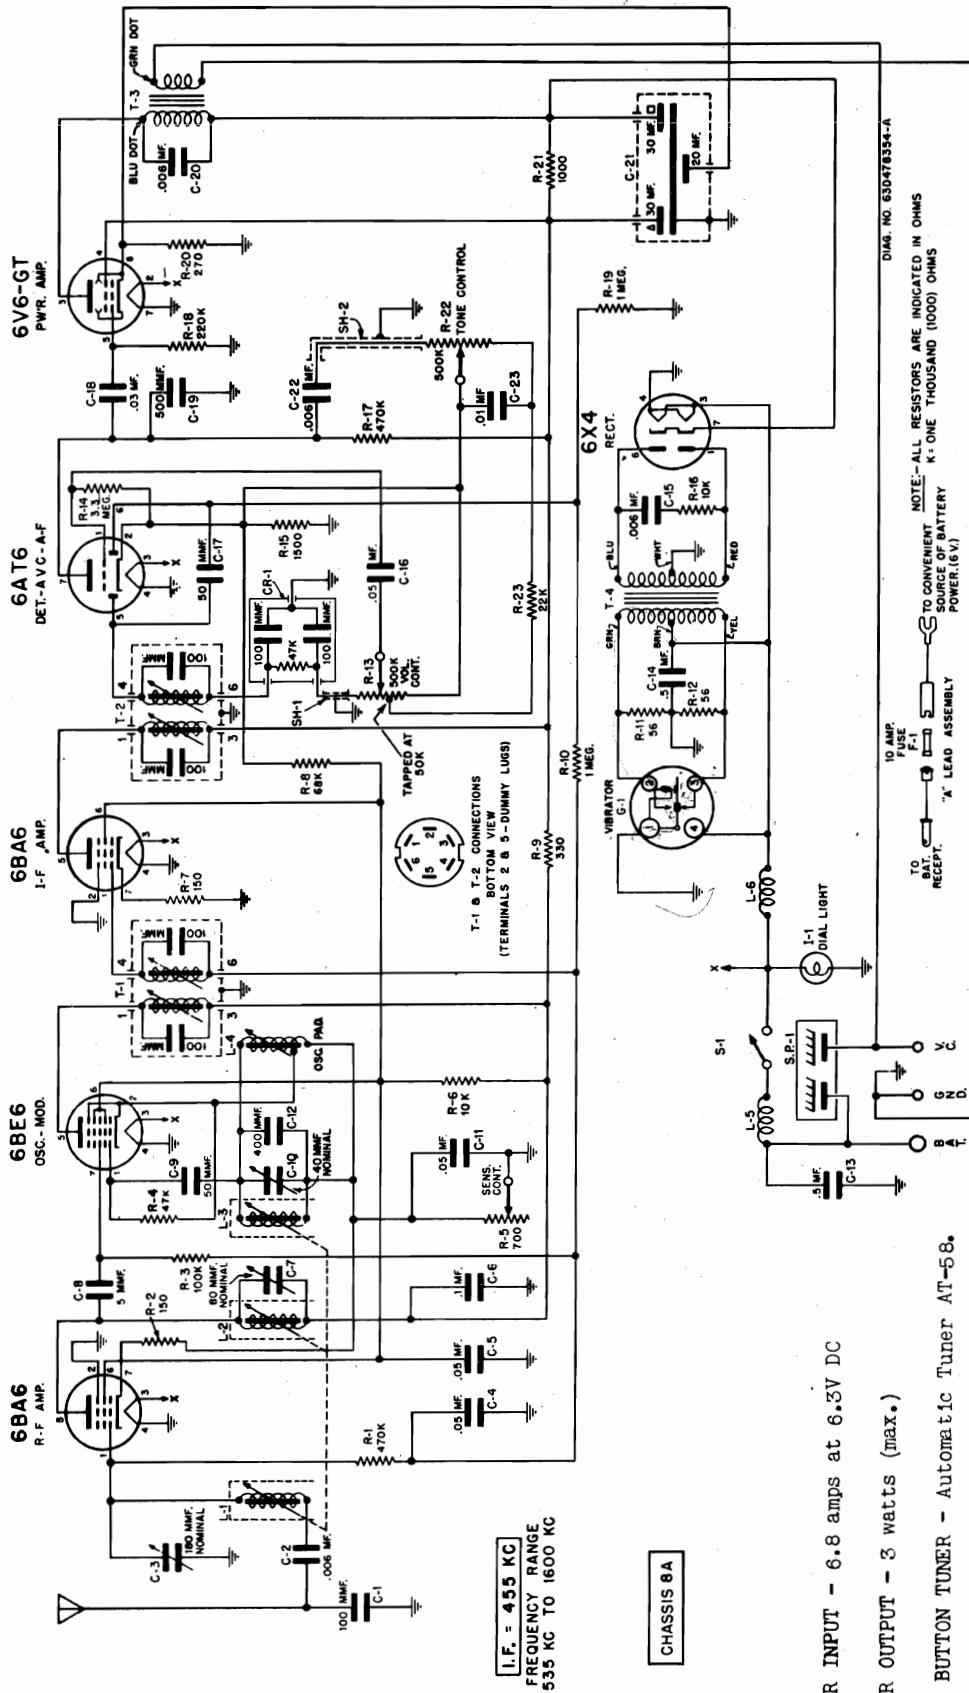 6BA6
R-F AMP.
6BE6
OSC.- MOD.
6BA6
I-F AMP.
6AT6
DET.-AVC-A-F
6V6-GT
PW'R. AMP.
BLU DOT
GRN DOT
T-3
.006 MF.
C-20
R-20
270
R-18
220K
C-18
.03 MF.
500 MMF.
C-19
R-21
1000
C-21
30 MF.
30 MF.
20 MF.
SH-2
R-22
TONE CONTROL
500K
C-22
.006 MF.
R-17
470K
.01 MF
C-23
R-19
1 MEG.
R-14
3.3
MEG.
50 MMF.
C-17
R-15
1500
CR-1
100 MMF.
47K
100 MMF.
C-16
.05 MF.
R-23
22K
R-13
500K
VOL.
CONT.
SH-1
TAPPED AT
50K
T-2
100 MMF
100 MMF
R-8
68K
R-7
150
T-1
100 MMF
100 MMF
T-1 & T-2 CONNECTIONS
BOTTOM VIEW
(TERMINALS 2 & 5-DUMMY LUGS)
R-9
330
R-10
1 MEG.
6X4
RECT.
.006 MF.
C-15
R-16
10K
BLU
WHT
RED
T-4
GRN
BRN
YEL
C-14
.5 MF.
R-11
56
R-12
56
VIBRATOR
G-1
L-6
I-1
DIAL LIGHT
X
S-1
L-5
S.P.-1
.5 MF.
C-13
BAT.
GND.
V.C.
C-8
5 MMF.
R-2
150
R-3
100K
R-4
47K
C-9
50 MMF.
L-4
OSC. PAD.
400 MMF.
C-12
C-10
40 MMF
NOMINAL
L-3
L-2
80 MMF.
NOMINAL
C-7
R-6
10 K
.05 MF.
C-11
SENS.
CONT.
R-5
700
.1 MF.
C-6
.05 MF.
C-5
.05 MF.
C-4
R-1
470K
L-1
C-3
180 MMF.
NOMINAL
C-2
.006 MF.
100 MMF.
C-1
I.F. = 455 KC
FREQUENCY RANGE
535 KC TO 1600 KC
CHASSIS 8A
R INPUT - 6.8 amps at 6.3V DC
R OUTPUT - 3 watts (max.)
BUTTON TUNER - Automatic Tuner AT-58.
10 AMP.
FUSE
F-1
TO
BAT.
RECEPT.
"A" LEAD ASSEMBLY
TO CONVENIENT
SOURCE OF BATTERY
POWER.(6 V.)
NOTE:-ALL RESISTORS ARE INDICATED IN OHMS
K= ONE THOUSAND (1000) OHMS
DIAG. NO. 63D478354-A